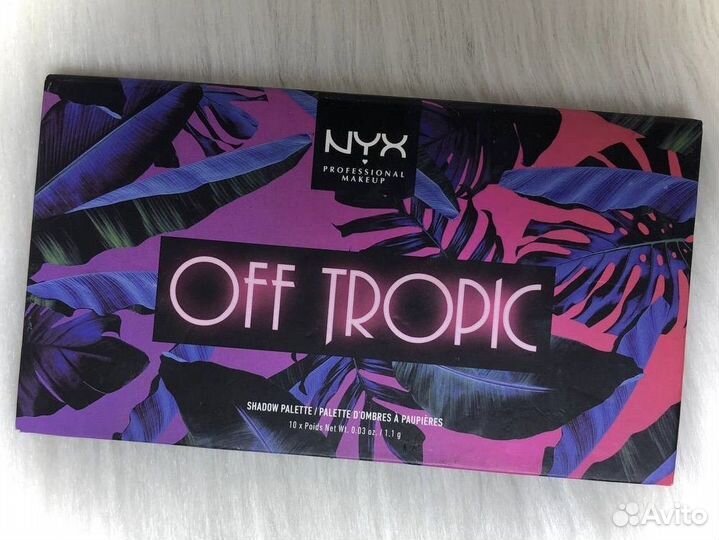 NYX
PROFESSIONAL
MAKEUP
OFF TROPIC
SHADOW PALETTE / PALETTE D'OMBRES À PAUPIÈRES
10 x Poids Net Wt. 0.03 oz. / 1.1 g
Avito